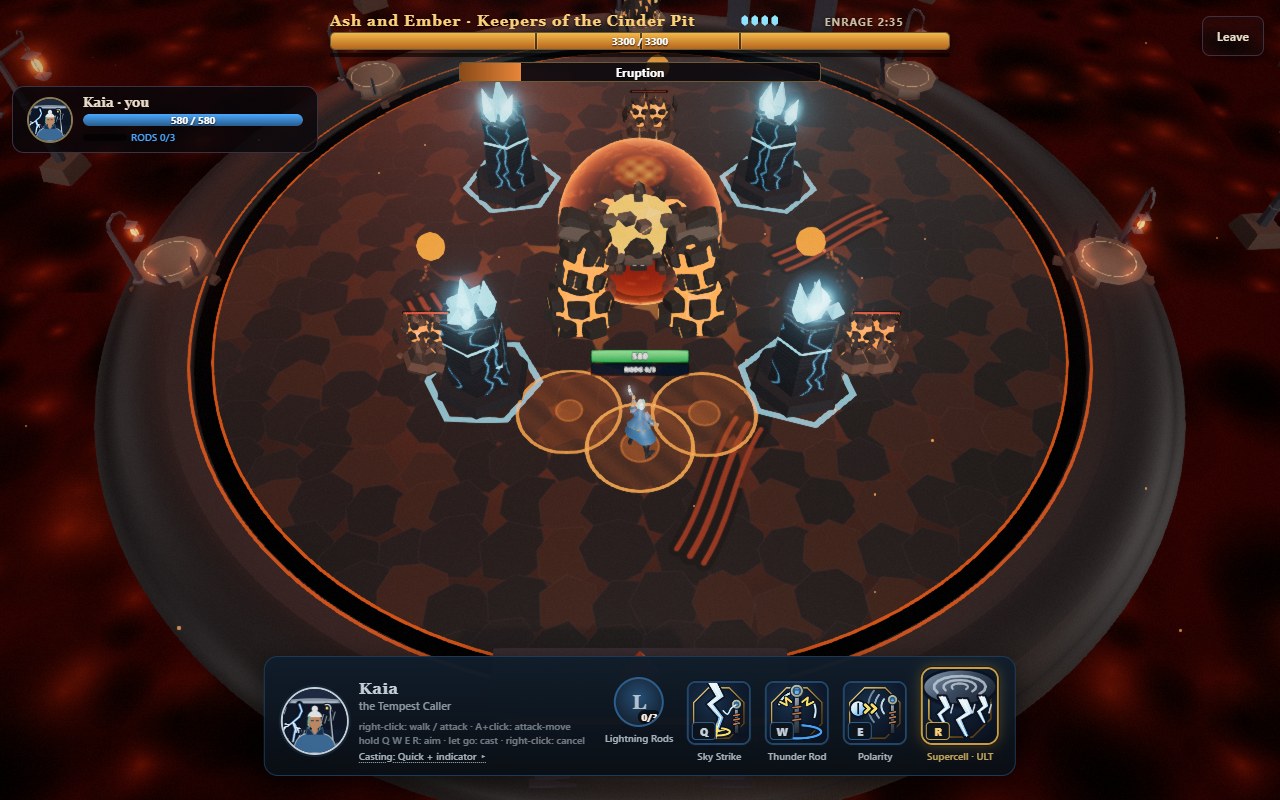 Ash and Ember · Keepers of the Cinder Pit
ENRAGE 2:35
3300 / 3300
Leave
Eruption
Kaia · you
580 / 580
RODS 0/3
580
RODS 0/3
Kaia
the Tempest Caller
right-click: walk / attack · A+click: attack-move
hold Q W E R: aim · let go: cast · right-click: cancel
Casting: Quick + indicator
L
Lightning Rods
Q
Sky Strike
W
Thunder Rod
E
Polarity
R
Supercell · ULT